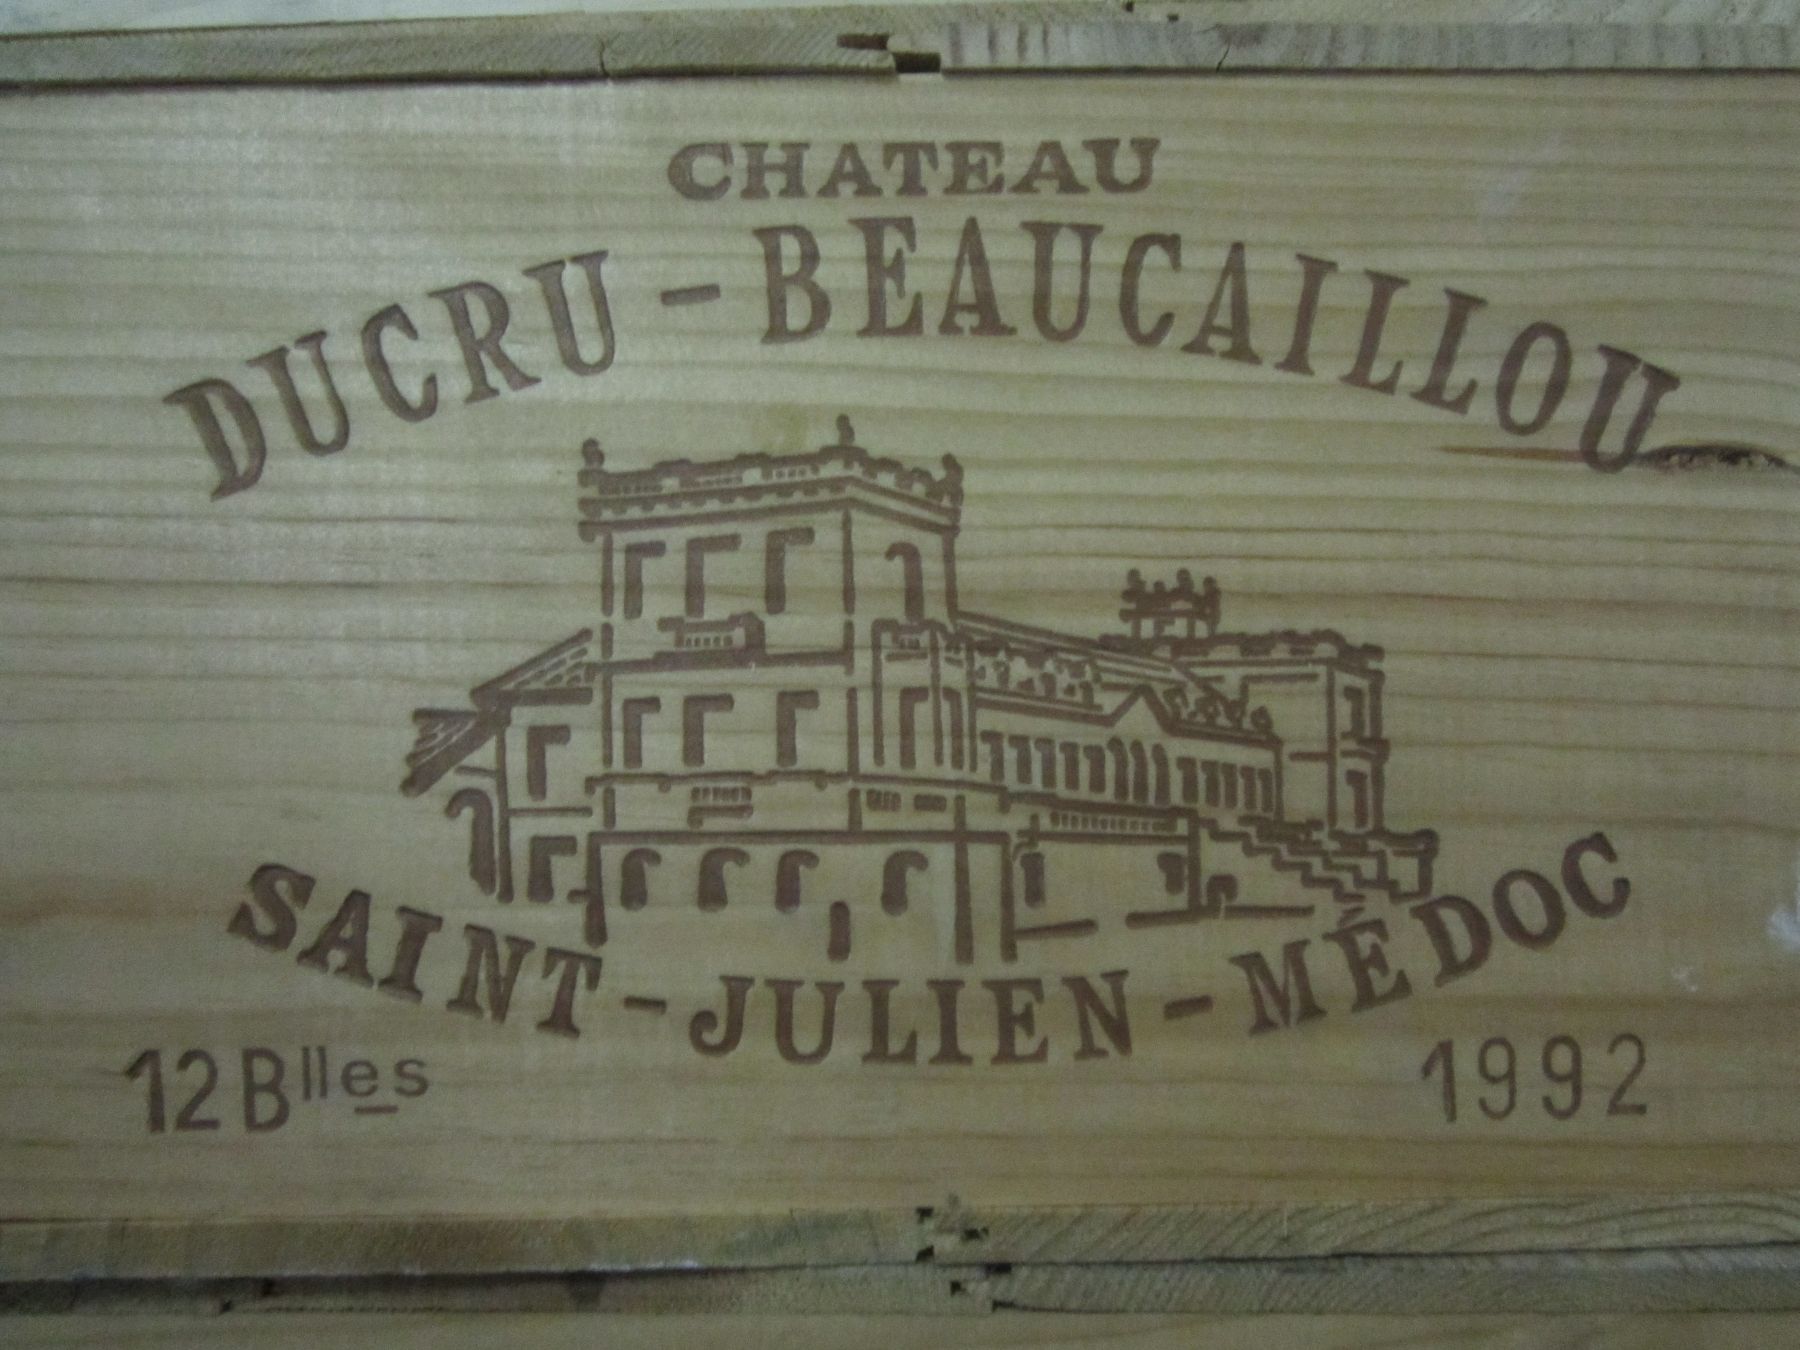 CHATEAU
DUCRU-BEAUCAILLOU
SAINT-JULIEN-MÉDOC
12 Blles
1992